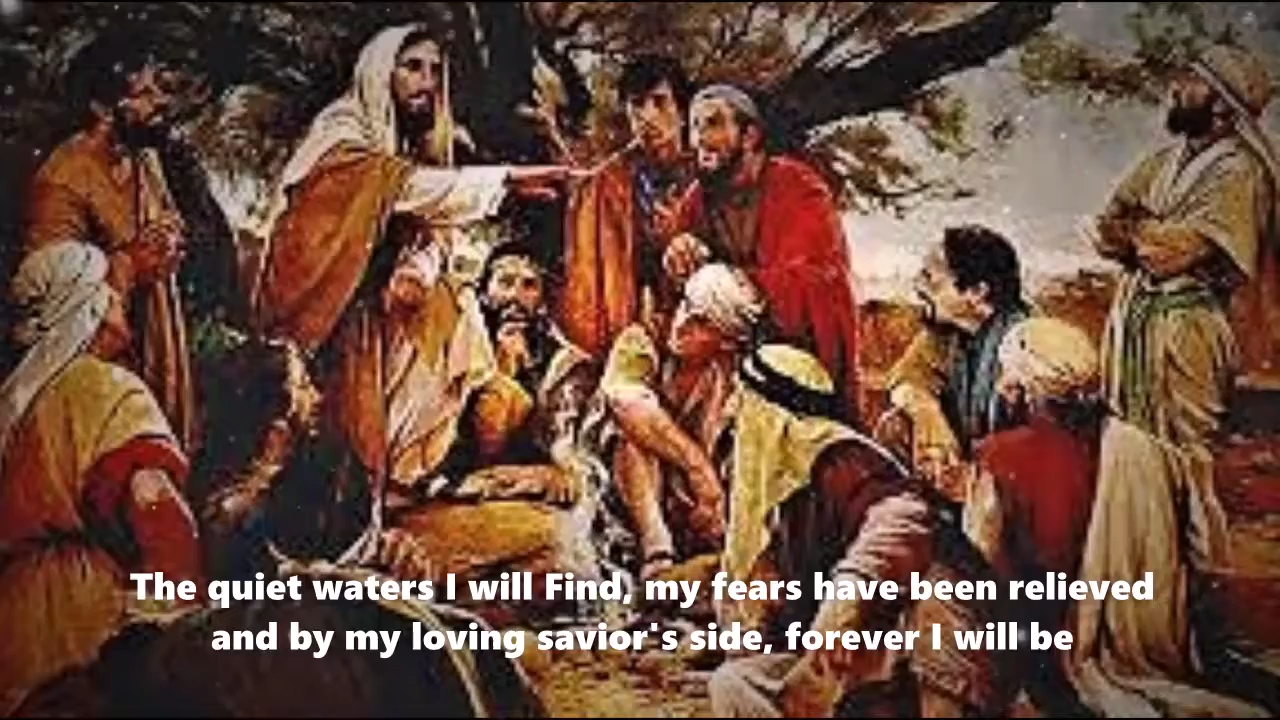 The quiet waters I will Find, my fears have been relieved
and by my loving savior's side, forever I will be